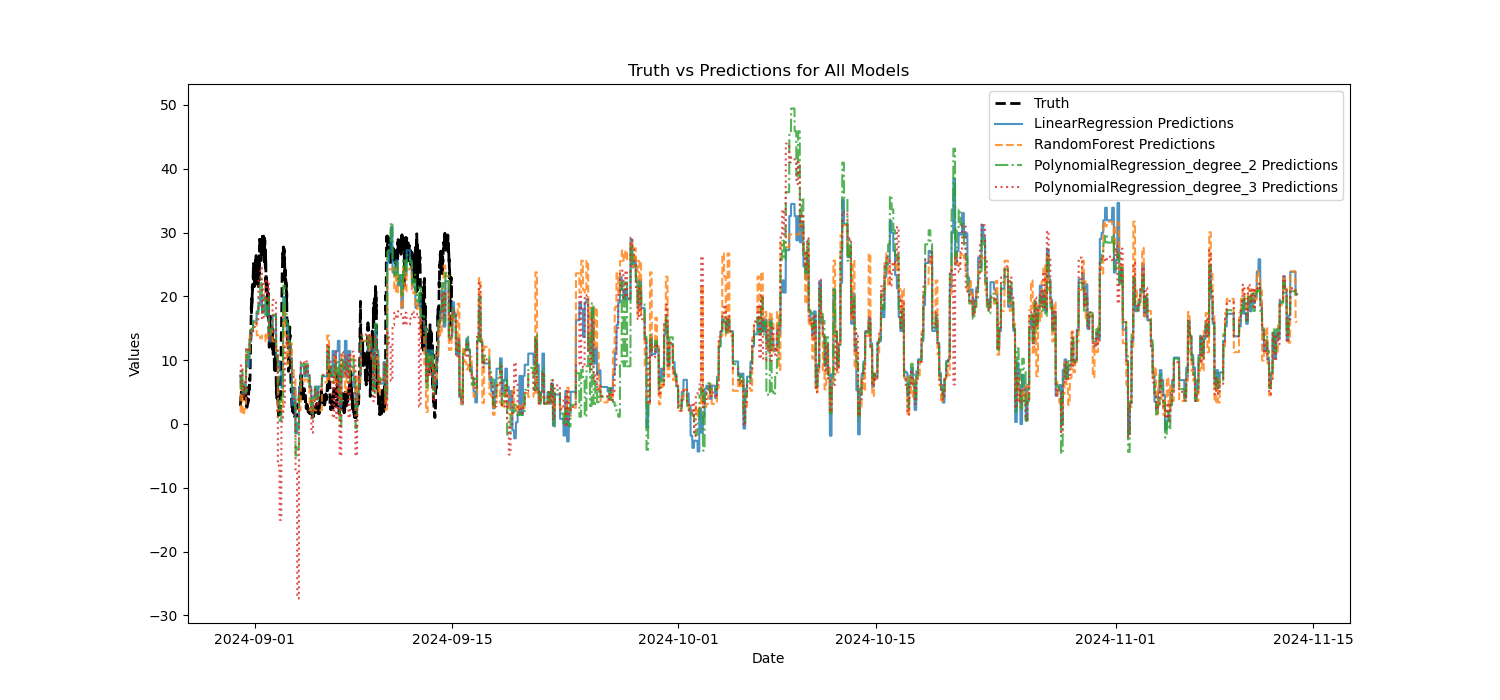 Truth vs Predictions for All Models
Truth
LinearRegression Predictions
RandomForest Predictions
PolynomialRegression_degree_2 Predictions
PolynomialRegression_degree_3 Predictions
Values
50
40
30
20
10
0
−10
−20
−30
2024-09-01 2024-09-15 2024-10-01 2024-10-15 2024-11-01 2024-11-15
Date